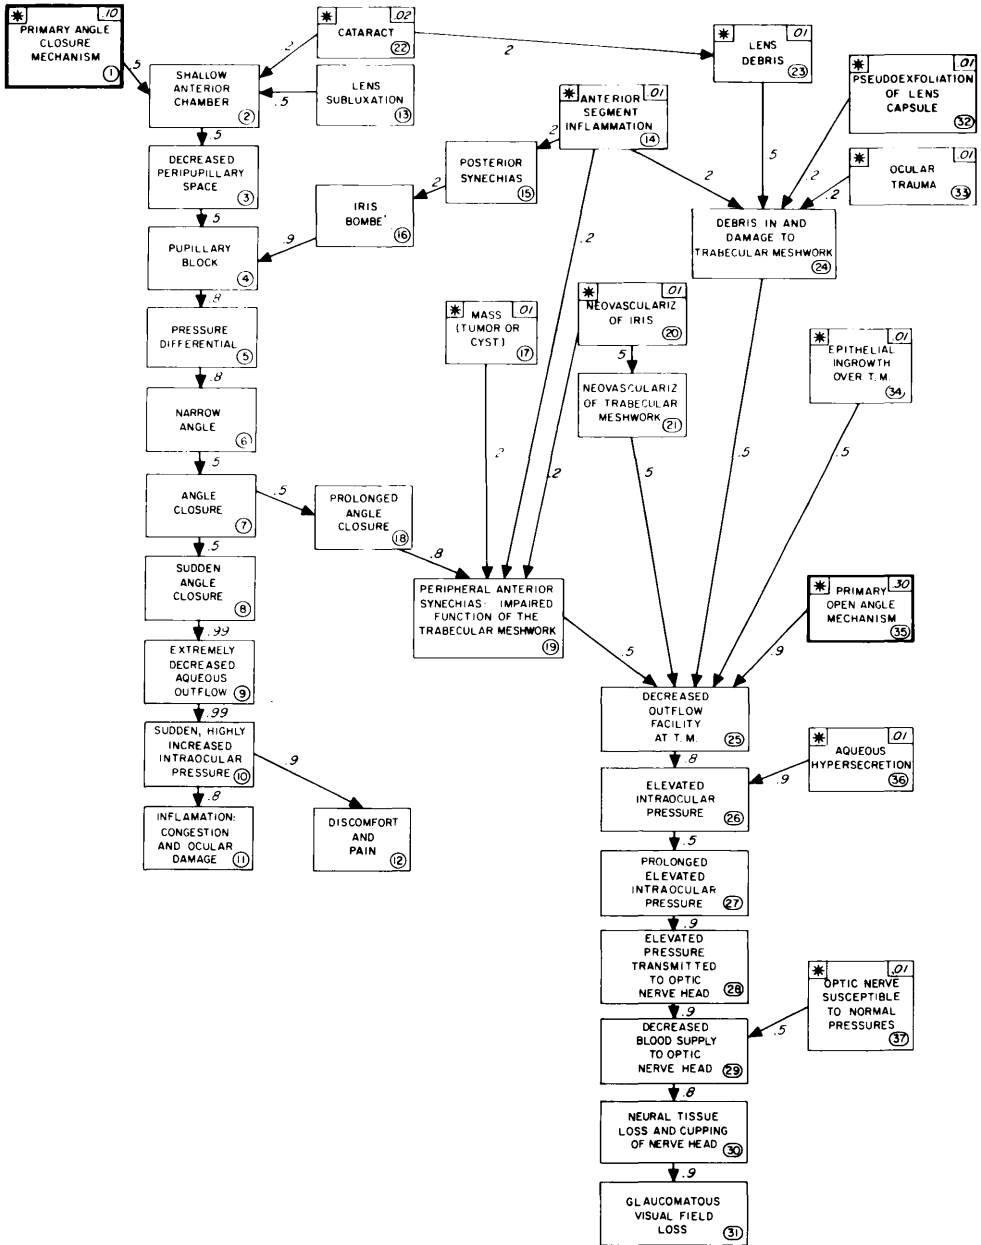 .10
PRIMARY ANGLE
CLOSURE
MECHANISM
1
.5
.02
CATARACT
22
.2
2
.01
LENS
DEBRIS
23
SHALLOW
ANTERIOR
CHAMBER
2
LENS
SUBLUXATION
13
.5
.01
ANTERIOR
SEGMENT
INFLAMMATION
14
.01
PSEUDOEXFOLIATION
OF LENS
CAPSULE
32
.5
2
DECREASED
PERIPUPILLARY
SPACE
3
POSTERIOR
SYNECHIAS
15
2
5
.2
.01
OCULAR
TRAUMA
33
.2
2
.5
IRIS
BOMBE'
16
.9
PUPILLARY
BLOCK
4
.2
DEBRIS IN AND
DAMAGE TO
TRABECULAR MESHWORK
24
.8
PRESSURE
DIFFERENTIAL
5
.01
MASS
(TUMOR OR
CYST)
17
.01
NEOVASCULARIZ
OF IRIS
20
5
.01
EPITHELIAL
INGROWTH
OVER T.M.
34
.8
NEOVASCULARIZ
OF TRABECULAR
MESHWORK
21
NARROW
ANGLE
6
.5
2
.2
5
.5
.5
ANGLE
CLOSURE
7
.5
PROLONGED
ANGLE
CLOSURE
18
.8
.5
SUDDEN
ANGLE
CLOSURE
8
PERIPHERAL ANTERIOR
SYNECHIAS: IMPAIRED
FUNCTION OF THE
TRABECULAR MESHWORK
19
.5
.30
PRIMARY
OPEN ANGLE
MECHANISM
35
.9
.99
EXTREMELY
DECREASED
AQUEOUS
OUTFLOW
9
.99
DECREASED
OUTFLOW
FACILITY
AT T.M.
25
SUDDEN, HIGHLY
INCREASED
INTRAOCULAR
PRESSURE
10
.9
.8
.01
AQUEOUS
HYPERSECRETION
36
.9
ELEVATED
INTRAOCULAR
PRESSURE
26
.8
INFLAMATION:
CONGESTION
AND OCULAR
DAMAGE
11
DISCOMFORT
AND
PAIN
12
.5
PROLONGED
ELEVATED
INTRAOCULAR
PRESSURE
27
.9
ELEVATED
PRESSURE
TRANSMITTED
TO OPTIC
NERVE HEAD
28
.9
.01
OPTIC NERVE
SUSCEPTIBLE
TO NORMAL
PRESSURES
37
.5
DECREASED
BLOOD SUPPLY
TO OPTIC
NERVE HEAD
29
.8
NEURAL TISSUE
LOSS AND CUPPING
OF NERVE HEAD
30
.9
GLAUCOMATOUS
VISUAL FIELD
LOSS
31